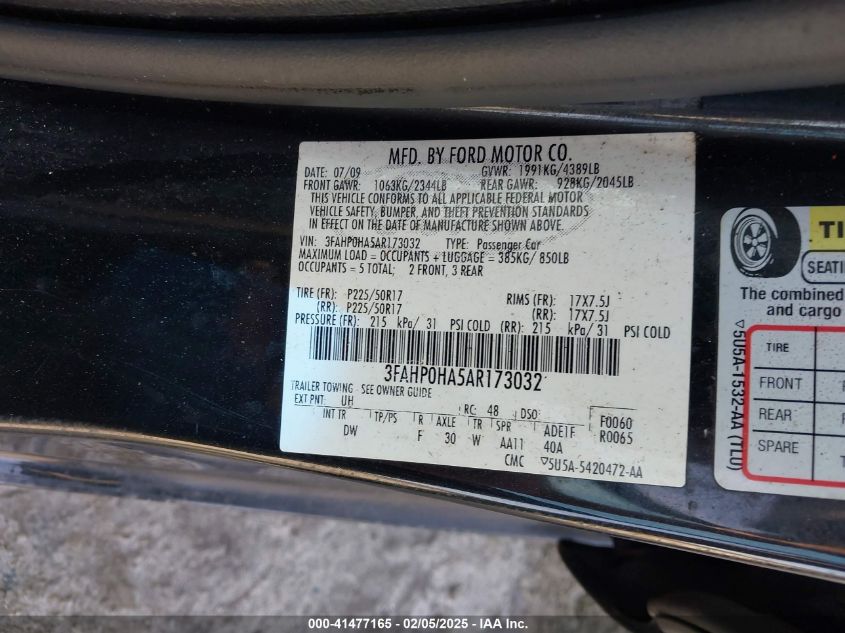 MFD. BY FORD MOTOR CO.
DATE: 07/09 GVWR: 1991KG/4389LB
FRONT GAWR: 1063KG/2344LB REAR GAWR: 928KG/2045LB
THIS VEHICLE CONFORMS TO ALL APPLICABLE FEDERAL MOTOR
VEHICLE SAFETY, BUMPER, AND THEFT PREVENTION STANDARDS
IN EFFECT ON THE DATE OF MANUFACTURE SHOWN ABOVE.
VIN: 3FAHP0HA5AR173032 TYPE: Passenger Car
MAXIMUM LOAD = OCCUPANTS + LUGGAGE = 385KG/ 850LB
OCCUPANTS = 5 TOTAL; 2 FRONT, 3 REAR
TIRE (FR): P225/50R17 RIMS (FR): 17X7.5J
(RR): P225/50R17 (RR): 17X7.5J
PRESSURE (FR): 215 kPa/ 31 PSI COLD (RR): 215 kPa/ 31 PSI COLD
3FAHP0HA5AR173032
TRAILER TOWING - SEE OWNER GUIDE
EXT PNT: UH RC: 48 DSO: F0060
INT TR TP/PS R AXLE TR SPR ADE1F R0065
DW F 30 W AA11 40A
CMC ▽5U5A-5420472-AA
▽5U5A-1532-AA (TLU)
TI
SEATI
The combined
and cargo
TIRE
FRONT
REAR
SPARE
000-41477165 - 02/05/2025 - IAA Inc.